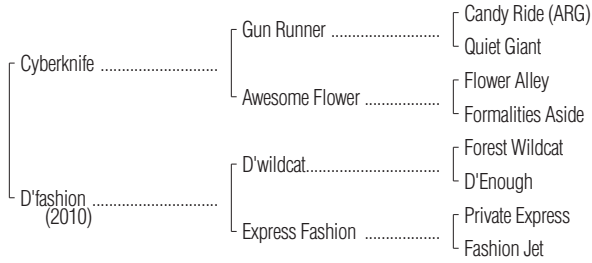 Candy Ride (ARG)
Gun Runner ..............................
Quiet Giant
Cyberknife ................................
Flower Alley
Awesome Flower .....................
Formalities Aside
Forest Wildcat
D'wildcat...................................
D'Enough
D'fashion ..................................
(2010)
Private Express
Express Fashion .....................
Fashion Jet